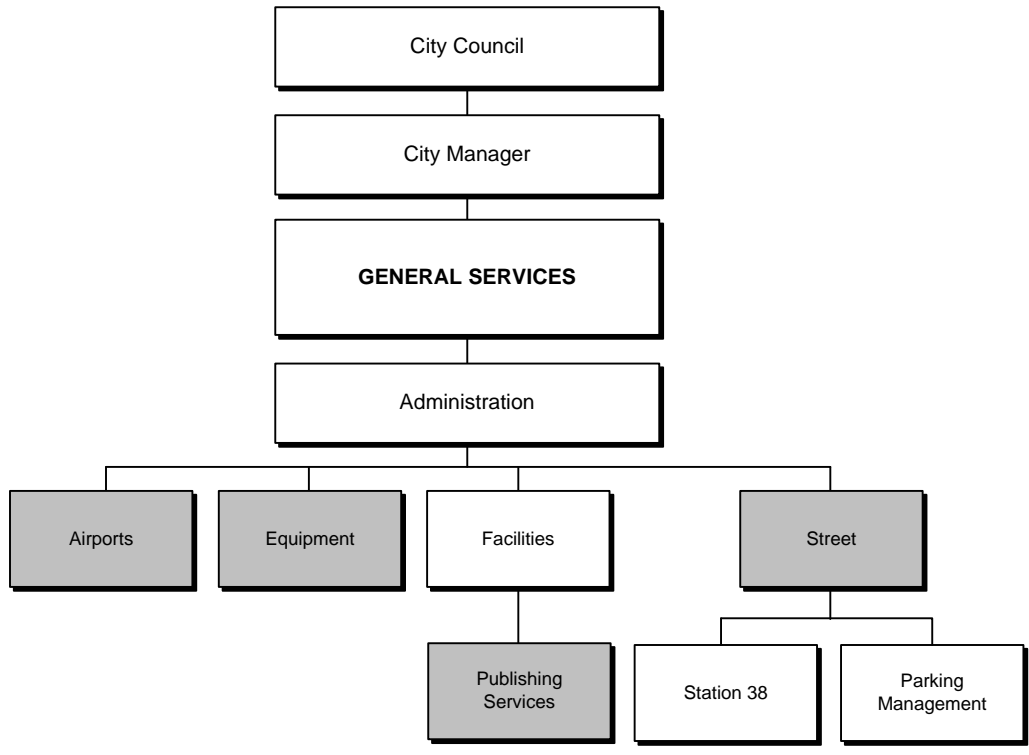 City Council
City Manager
GENERAL SERVICES
Administration
Airports
Equipment
Facilities
Street
Publishing
Services
Station 38
Parking
Management